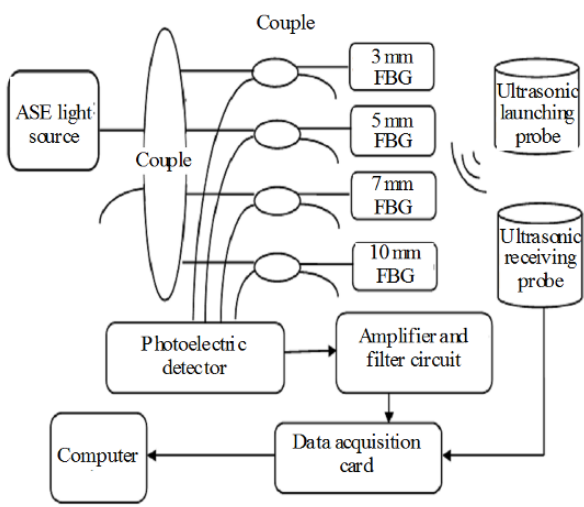 Couple
3 mm
FBG
ASE light
source
5 mm
FBG
Couple
7 mm
FBG
10 mm
FBG
Ultrasonic
launching
probe
Ultrasonic
receiving
probe
Photoelectric
detector
Amplifier and
filter circuit
Data acquisition
card
Computer